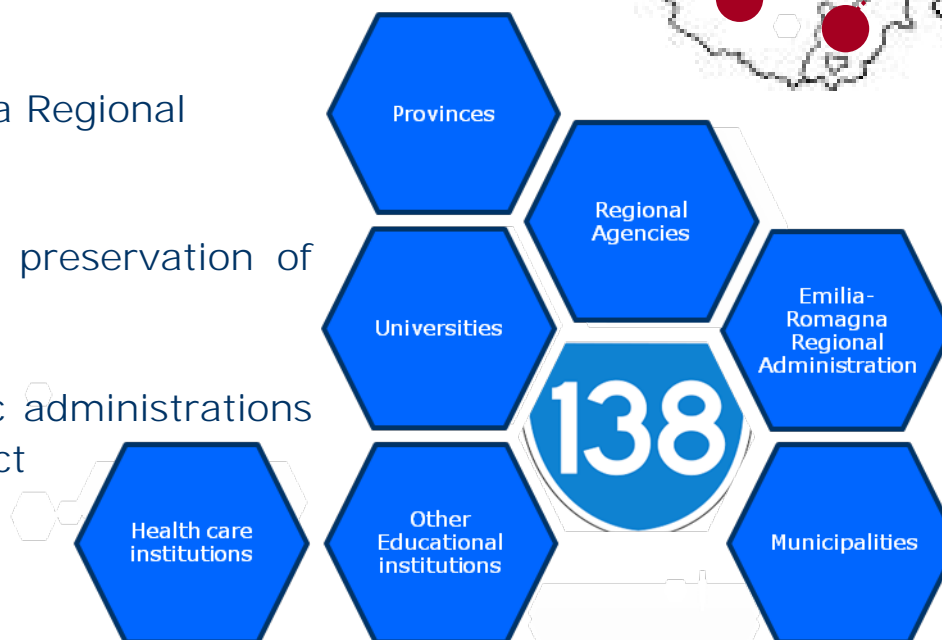 a Regional
preservation of
c administrations
ct
Provinces
Regional
Agencies
Universities
Emilia-
Romagna
Regional
Administration
138
Health care
institutions
Other
Educational
institutions
Municipalities